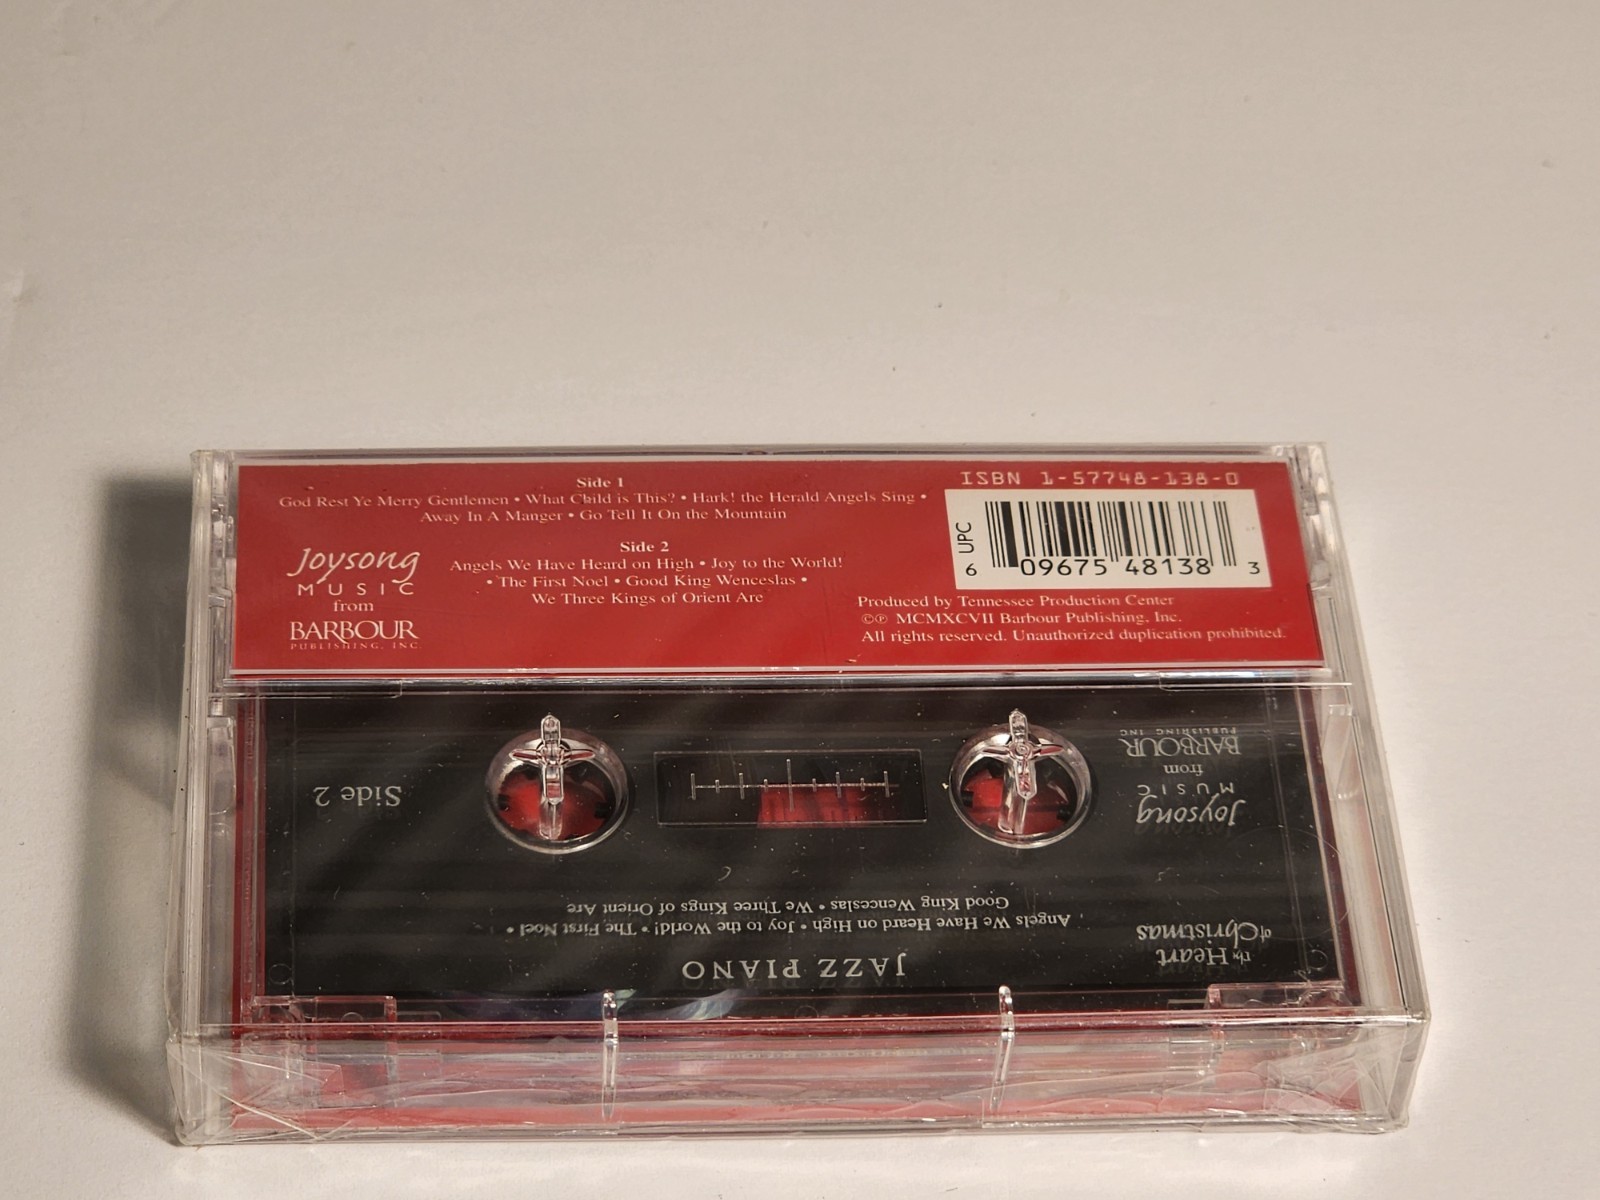 Side 1
God Rest Ye Merry Gentlemen • What Child is This? • Hark! the Herald Angels Sing •
Away In A Manger • Go Tell It On the Mountain
Side 2
Angels We Have Heard on High • Joy to the World!
• The First Noel • Good King Wenceslas •
We Three Kings of Orient Are
Joysong
MUSIC
from
BARBOUR
PUBLISHING, INC.
ISBN 1-57748-138-0
UPC
6 09675 48138 3
Produced by Tennessee Production Center
©℗ MCMXCVII Barbour Publishing, Inc.
All rights reserved. Unauthorized duplication prohibited.
the Heart
of Christmas
JAZZ PIANO
Angels We Have Heard on High • Joy to the World! • The First Noel •
Good King Wenceslas • We Three Kings of Orient Are
Joysong
MUSIC
from
BARBOUR
PUBLISHING INC
Side 2